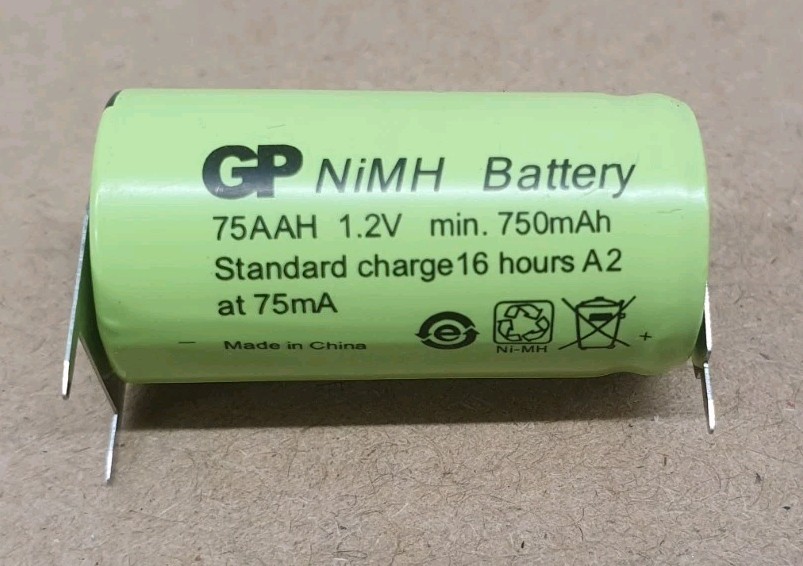 GP NiMH Battery
75AAH 1.2V min. 750mAh
Standard charge16 hours A2
at 75mA
e
Ni-MH
− Made in China +